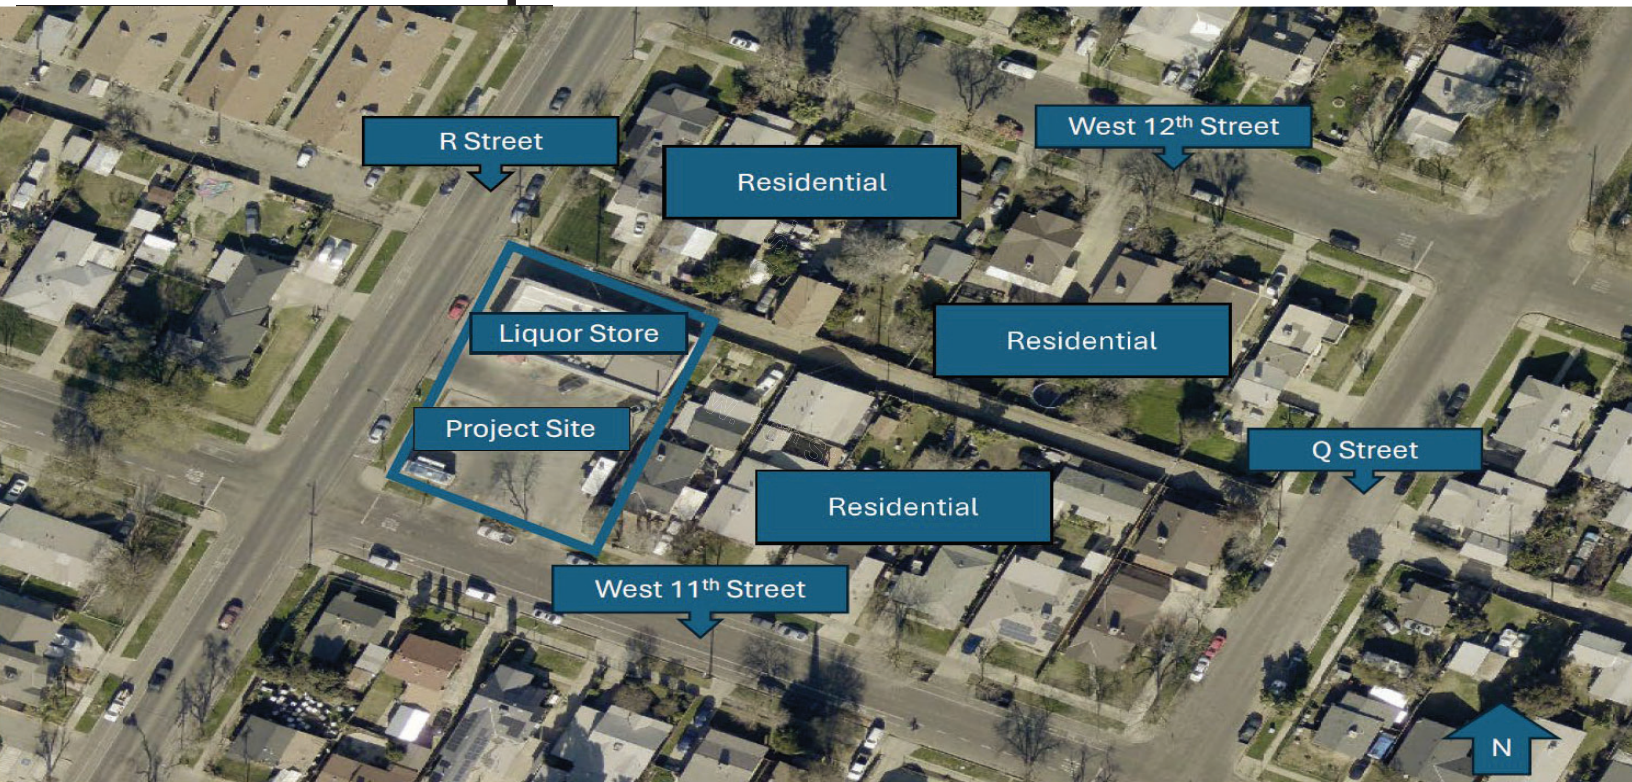 West 12th Street
R Street
Residential
Liquor Store
Residential
Project Site
Q Street
Residential
West 11th Street
N